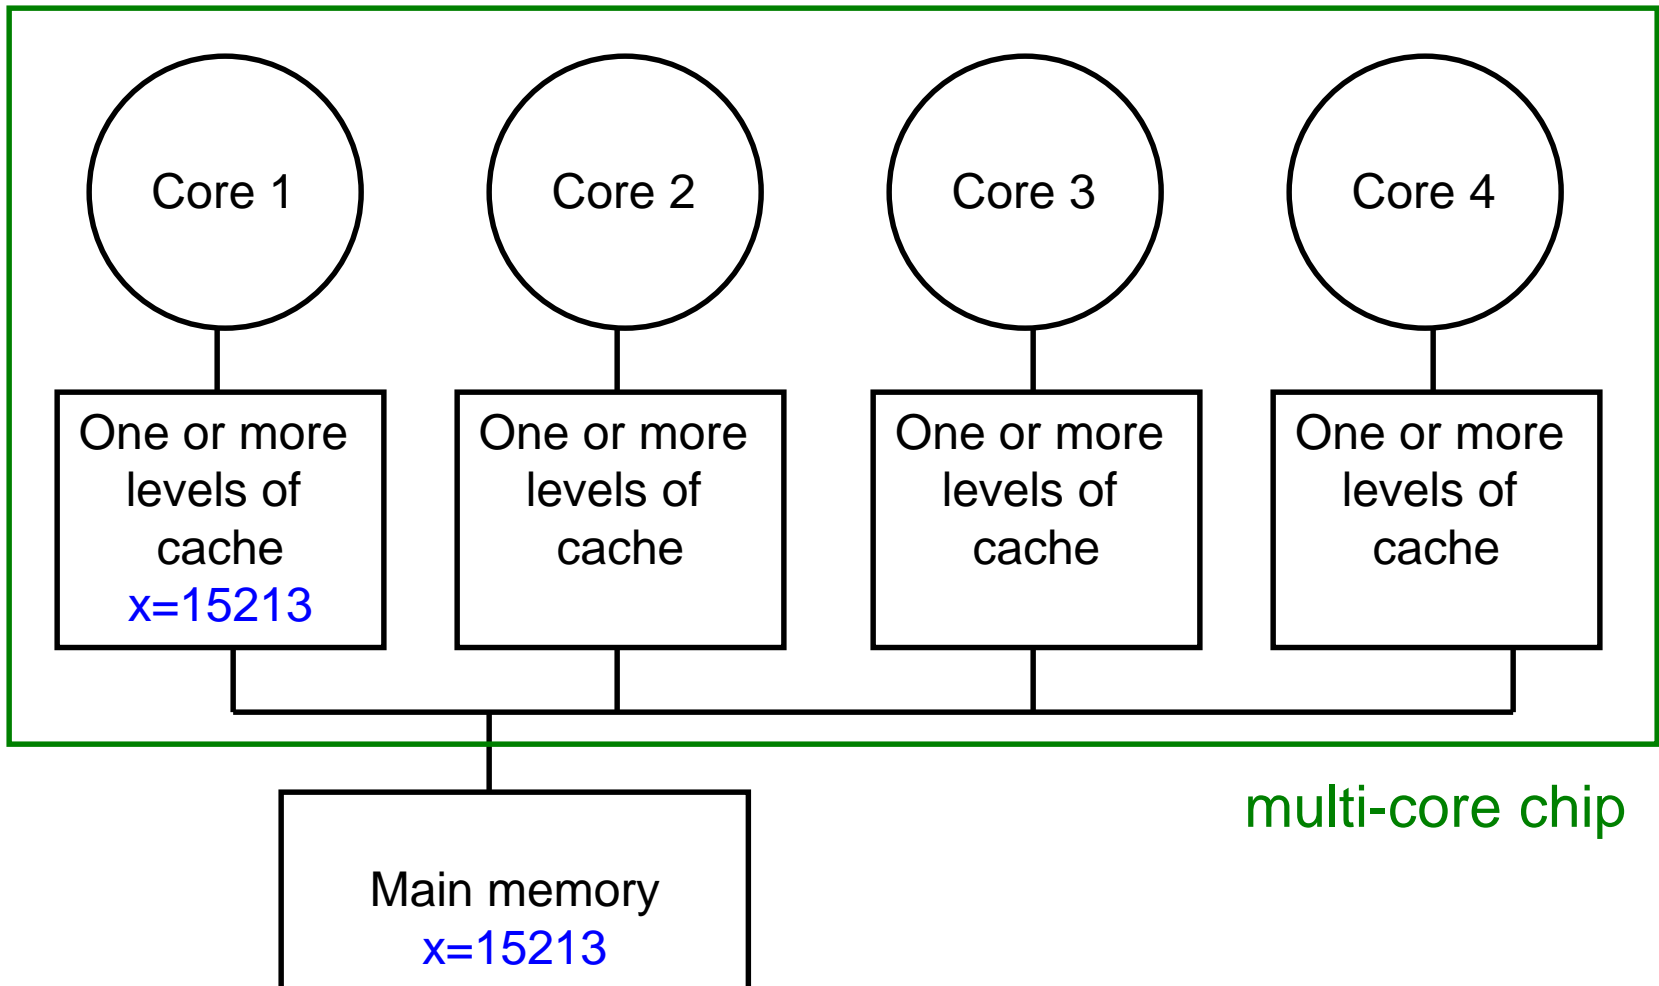 Core 1
Core 2
Core 3
Core 4
One or more
levels of
cache
x=15213
One or more
levels of
cache
One or more
levels of
cache
One or more
levels of
cache
multi-core chip
Main memory
x=15213